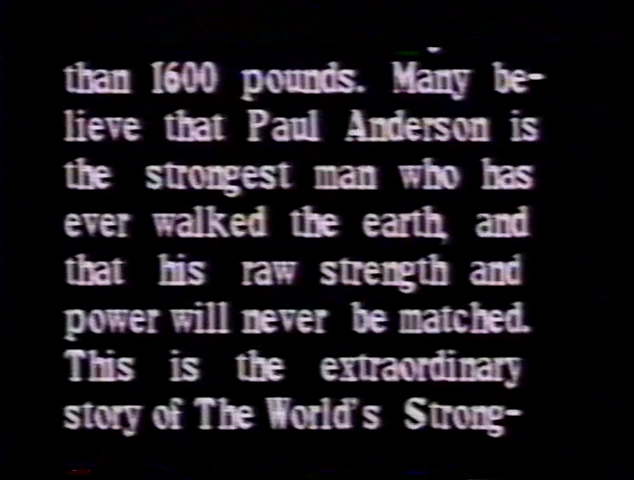 than 1600 pounds. Many be-
lieve that Paul Anderson is
the strongest man who has
ever walked the earth, and
that his raw strength and
power will never be matched.
This is the extraordinary
story of The World's Strong-